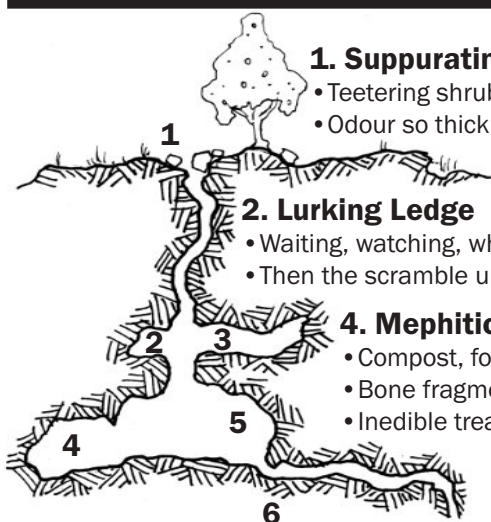 1. Suppuratin
• Teetering shrub
• Odour so thick
1
2. Lurking Ledge
• Waiting, watching, wh
• Then the scramble u
2
3
4. Mephitic
• Compost, fo
• Bone fragme
• Inedible trea
4
5
6